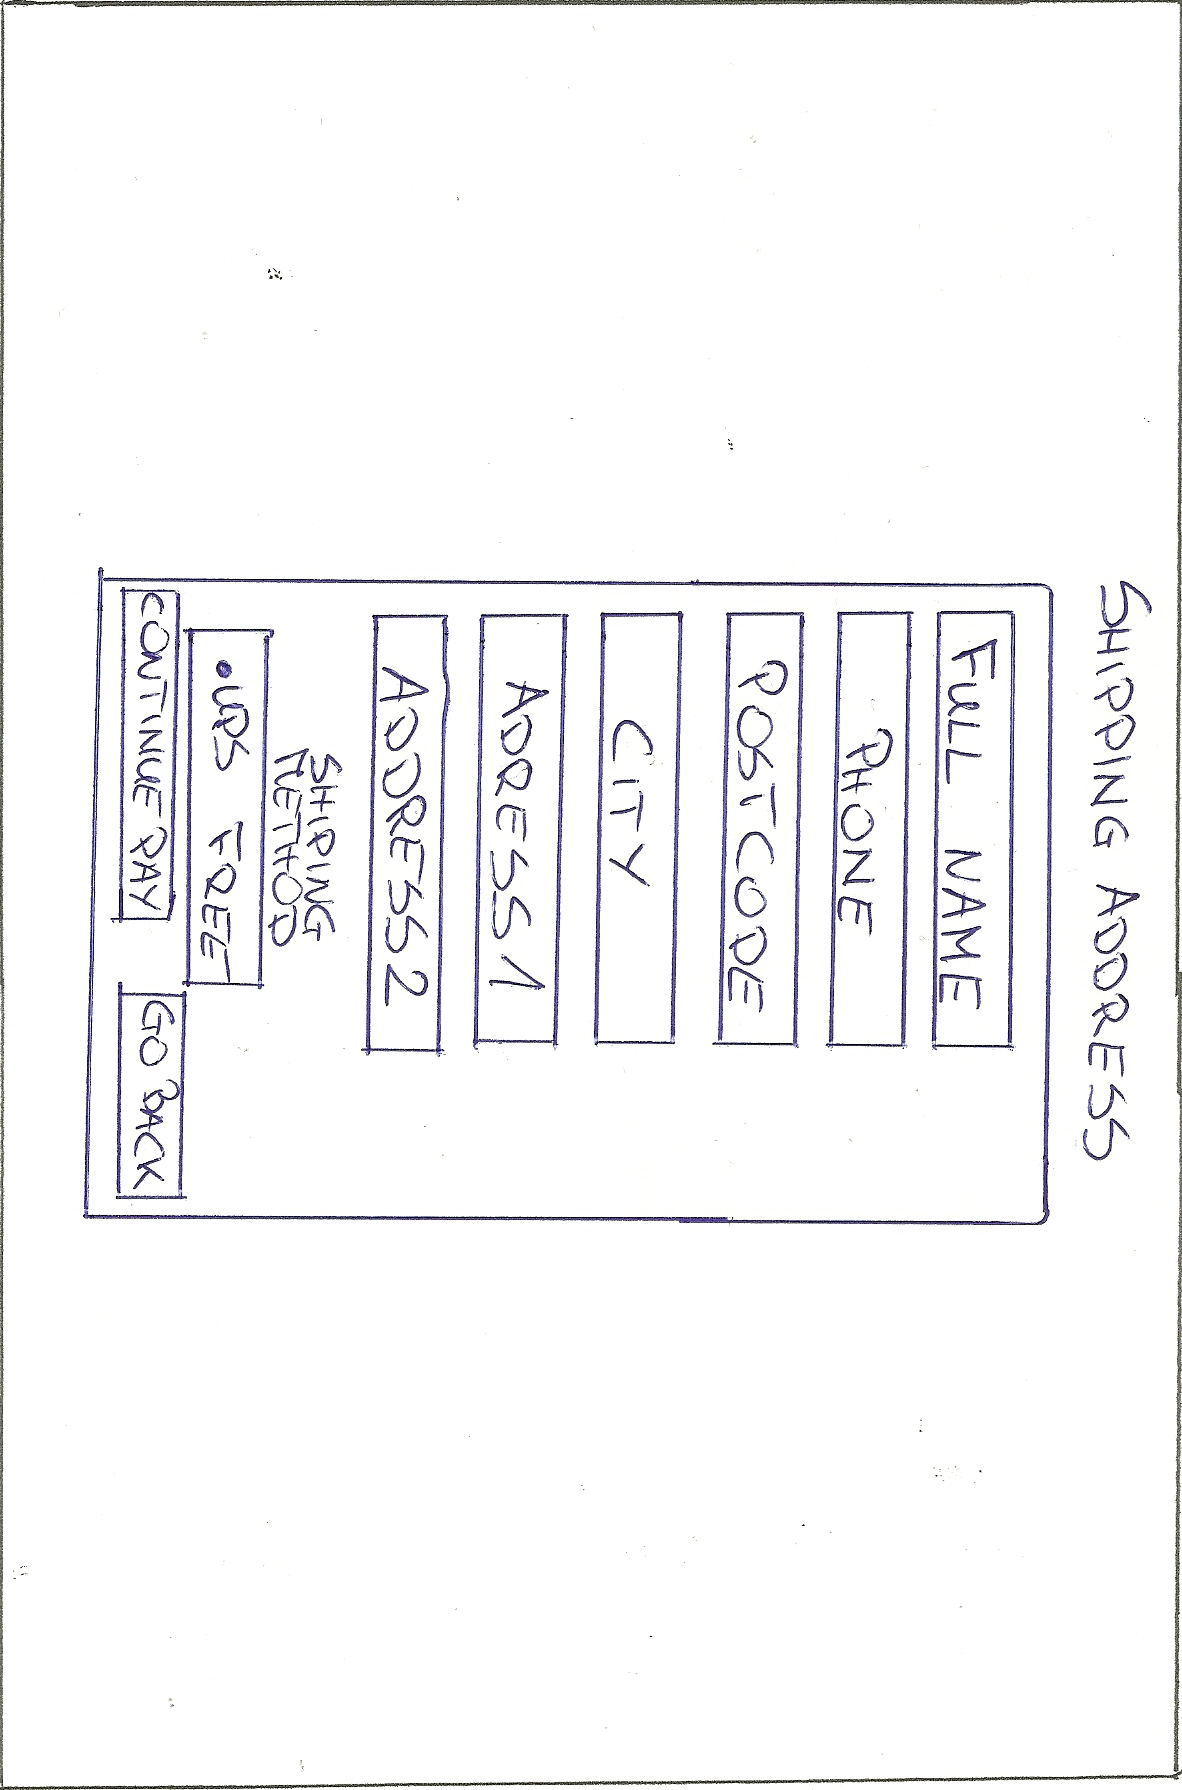 SHIPPING ADDRESS
FULL NAME
PHONE
POSTCODE
CITY
ADDRESS 1
ADDRESS 2
SHIPING
METHOD
•UPS FREE
CONTINUE PAY
GO BACK